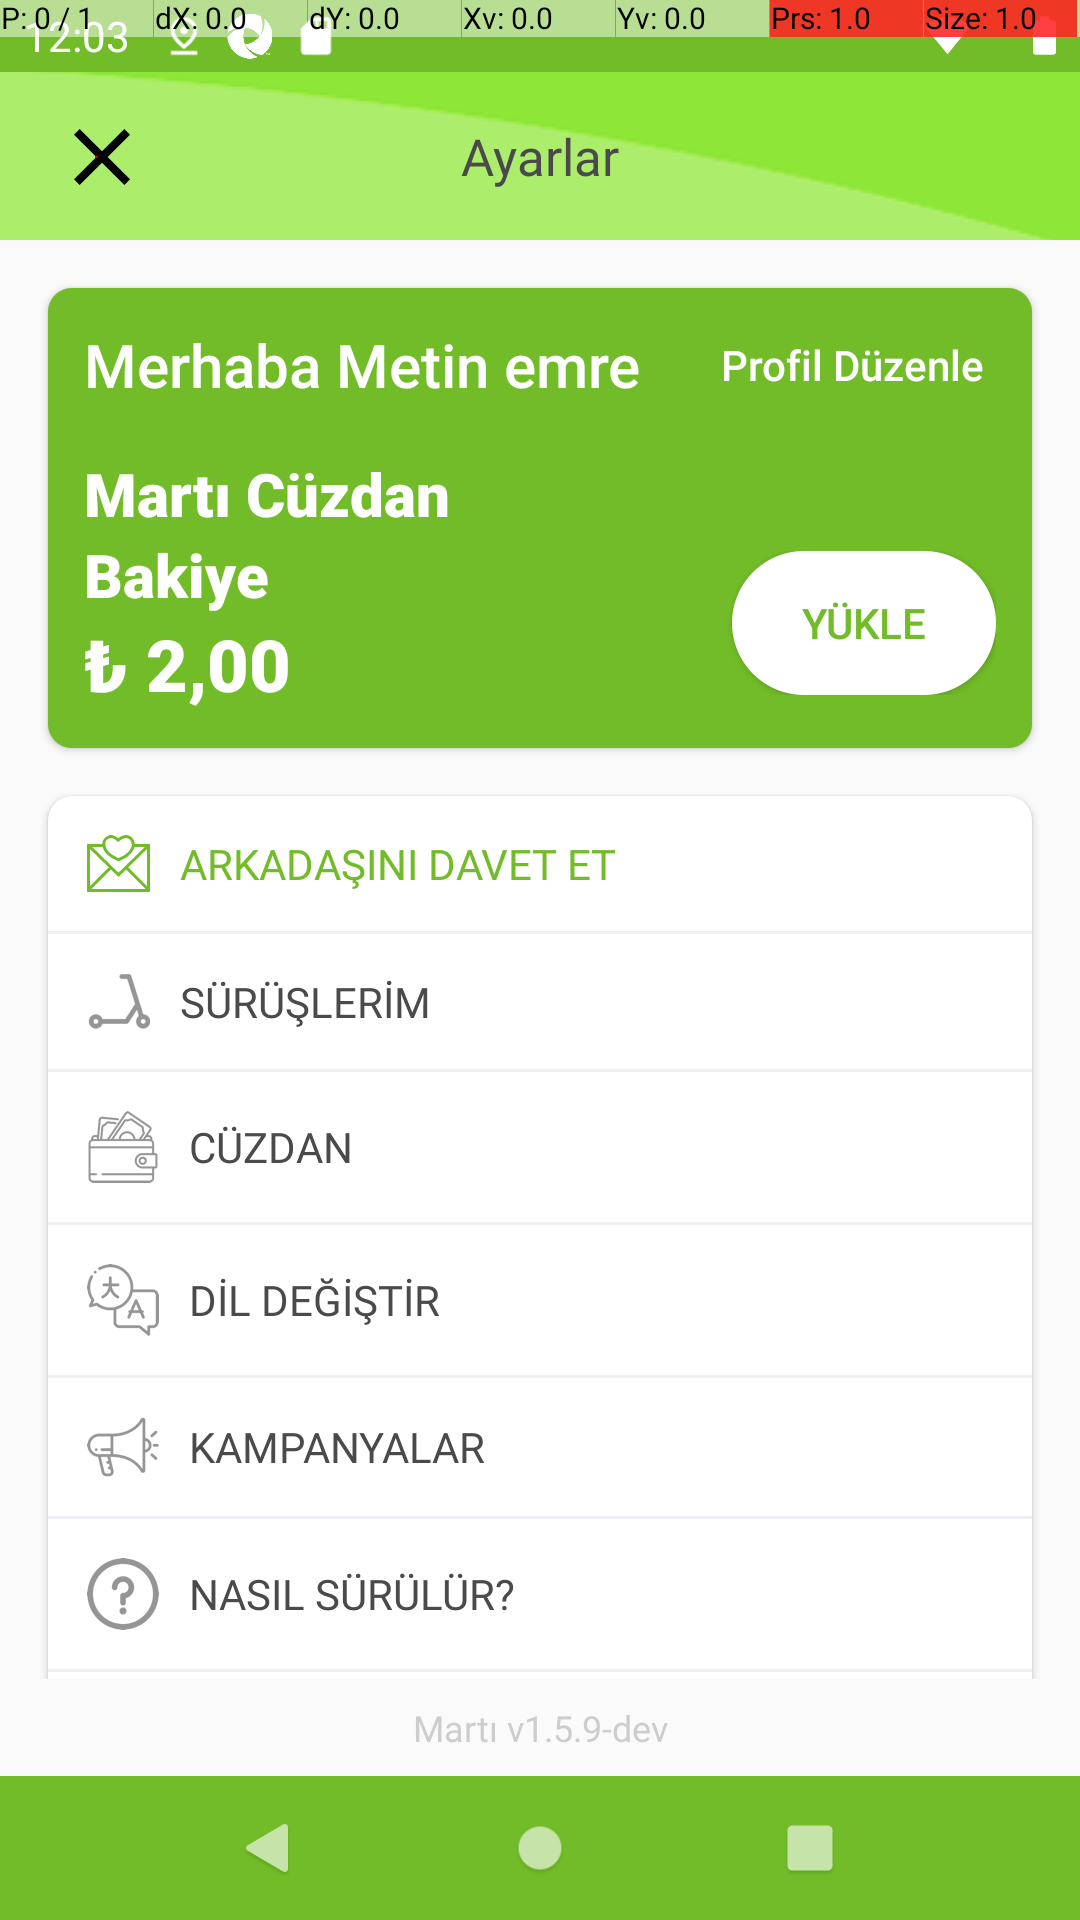 P: 0 / 1 dX: 0.0 dY: 0.0 Xv: 0.0 Yv: 0.0 Prs: 1.0 Size: 1.0
12:03
Ayarlar
Merhaba Metin emre Profil Düzenle
Martı Cüzdan
Bakiye
₺ 2,00
YÜKLE
ARKADAŞINI DAVET ET
SÜRÜŞLERİM
CÜZDAN
DİL DEĞİŞTİR
KAMPANYALAR
NASIL SÜRÜLÜR?
Martı v1.5.9-dev